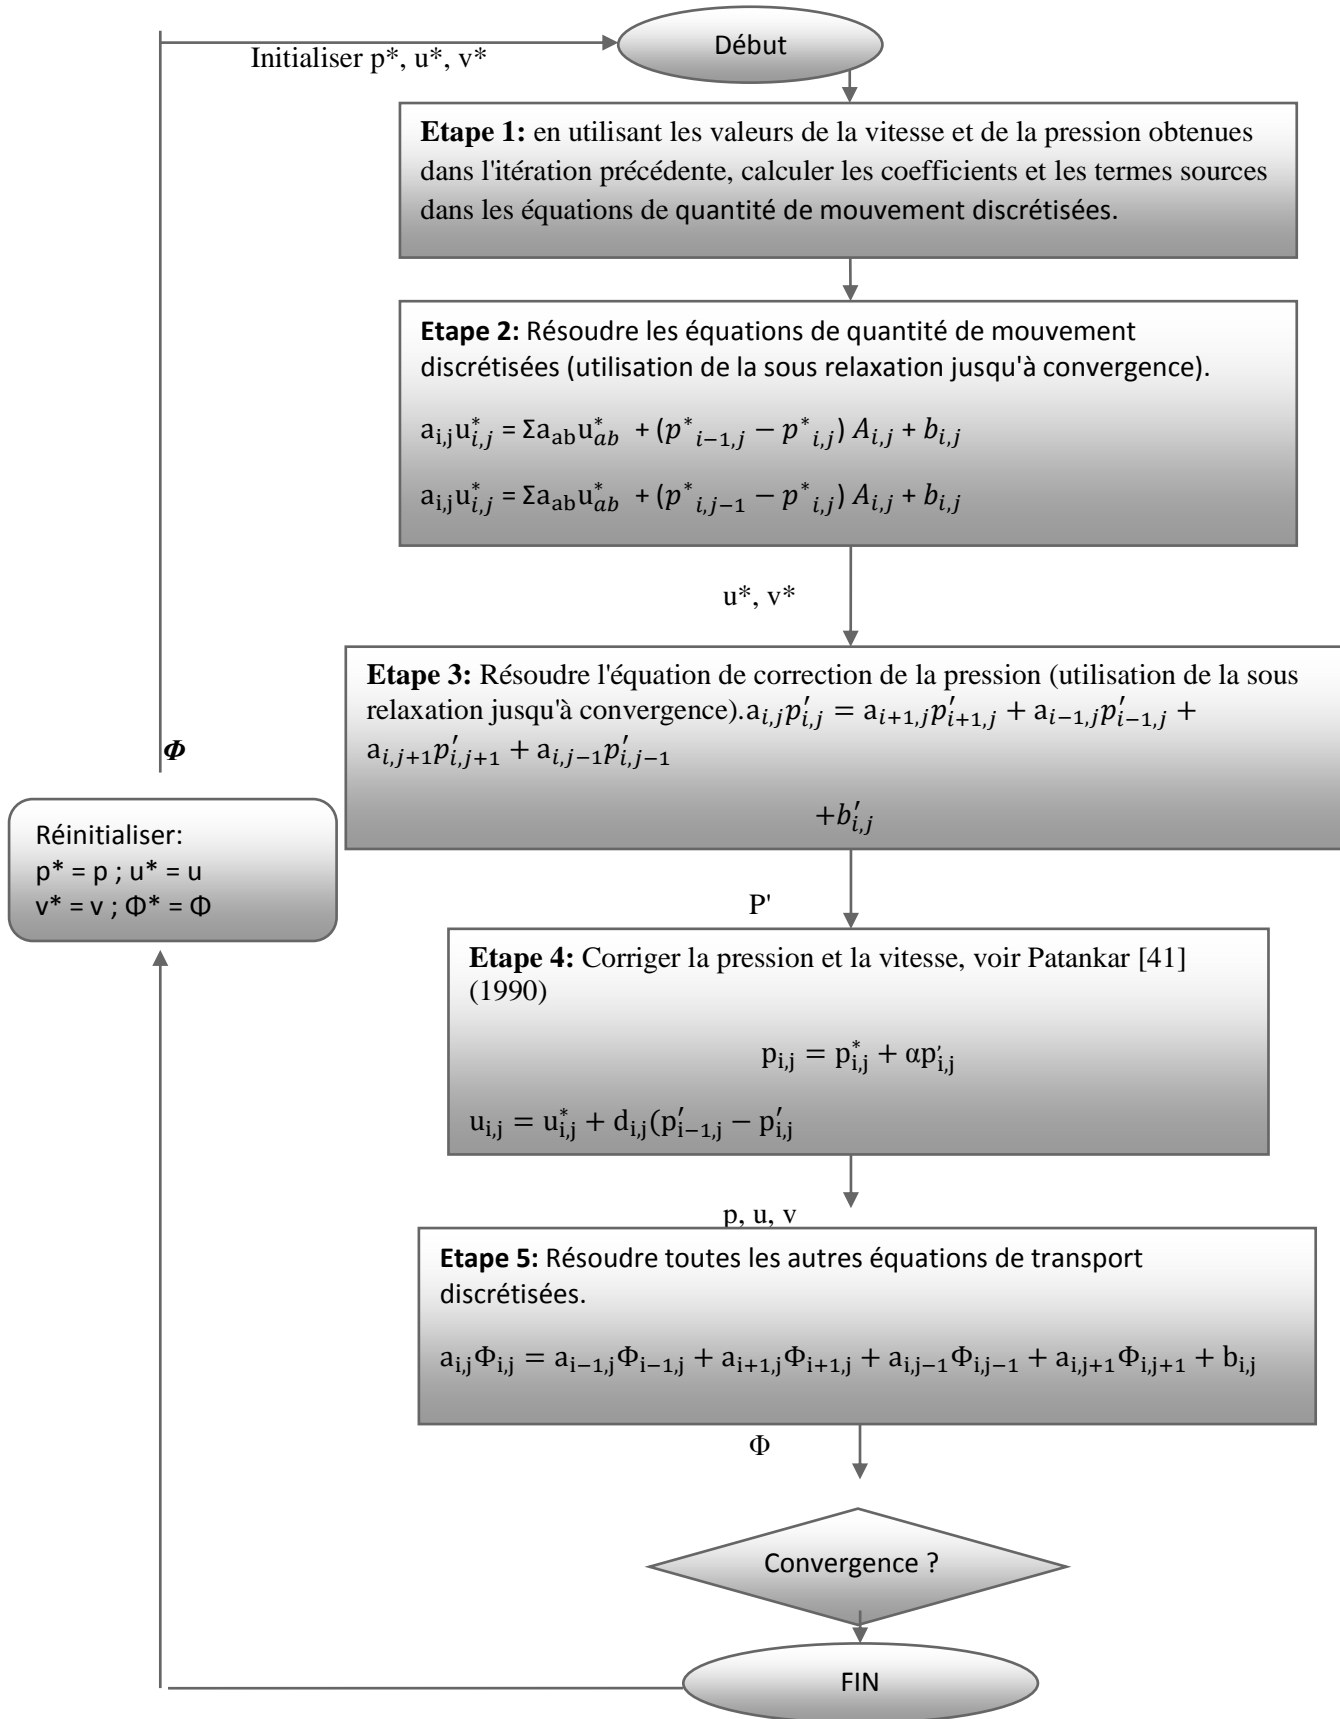 Début
Initialiser p*, u*, v*
Etape 1: en utilisant les valeurs de la vitesse et de la pression obtenues
dans l'itération précédente, calculer les coefficients et les termes sources
dans les équations de quantité de mouvement discrétisées.
Etape 2: Résoudre les équations de quantité de mouvement
discrétisées (utilisation de la sous relaxation jusqu'à convergence).
a_{i,j}u^*_{i,j} = Σa_{ab}u^*_{ab} + (p^*_{i−1,j} − p^*_{i,j}) A_{i,j} + b_{i,j}
a_{i,j}u^*_{i,j} = Σa_{ab}u^*_{ab} + (p^*_{i,j−1} − p^*_{i,j}) A_{i,j} + b_{i,j}
u*, v*
Etape 3: Résoudre l'équation de correction de la pression (utilisation de la sous
relaxation jusqu'à convergence).a_{i,j}p'_{i,j} = a_{i+1,j}p'_{i+1,j} + a_{i−1,j}p'_{i−1,j} +
a_{i,j+1}p'_{i,j+1} + a_{i,j−1}p'_{i,j−1}
+b'_{i,j}
Φ
Réinitialiser:
p* = p ; u* = u
v* = v ; Φ* = Φ
P'
Etape 4: Corriger la pression et la vitesse, voir Patankar [41]
(1990)
p_{i,j} = p^*_{i,j} + αp'_{i,j}
u_{i,j} = u^*_{i,j} + d_{i,j}(p'_{i−1,j} − p'_{i,j}
p, u, v
Etape 5: Résoudre toutes les autres équations de transport
discrétisées.
a_{i,j}Φ_{i,j} = a_{i−1,j}Φ_{i−1,j} + a_{i+1,j}Φ_{i+1,j} + a_{i,j−1}Φ_{i,j−1} + a_{i,j+1}Φ_{i,j+1} + b_{i,j}
Φ
Convergence ?
FIN